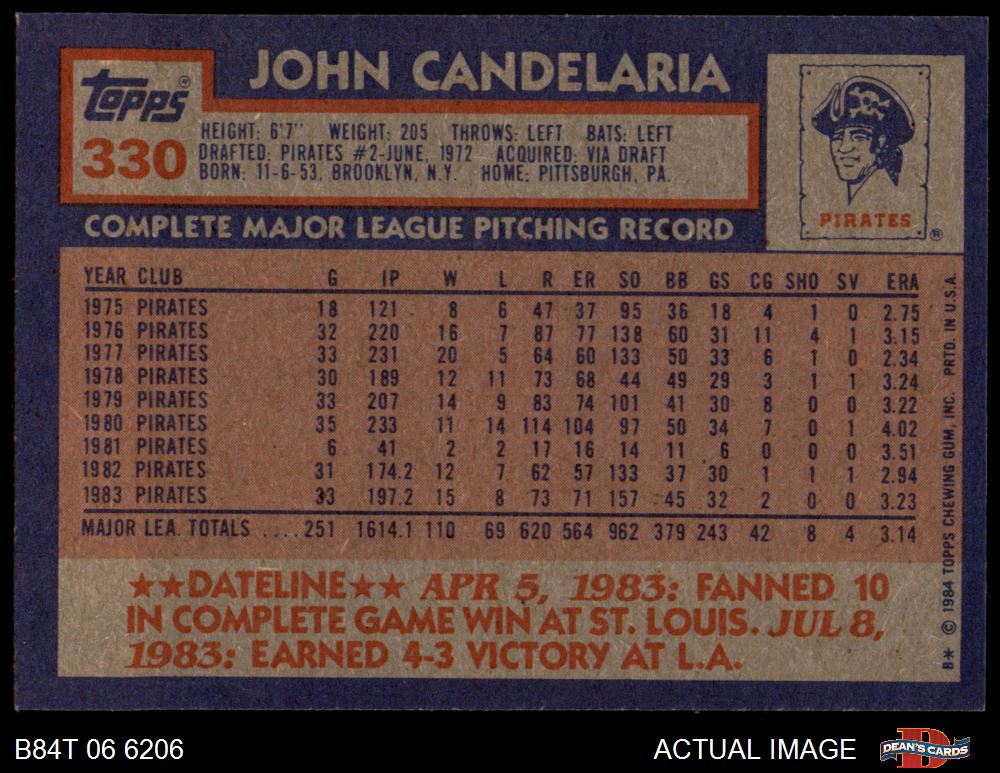 JOHN CANDELARIA
Topps®
330
HEIGHT: 6'7" WEIGHT: 205 THROWS: LEFT BATS: LEFT
DRAFTED: PIRATES #2-JUNE, 1972 ACQUIRED: VIA DRAFT
BORN: 11-6-53, BROOKLYN, N.Y. HOME: PITTSBURGH, PA.
PIRATES ®
COMPLETE MAJOR LEAGUE PITCHING RECORD
YEAR CLUB G IP W L R ER SO BB GS CG SHO SV ERA
1975 PIRATES 18 121 8 6 47 37 95 36 18 4 1 0 2.75
1976 PIRATES 32 220 16 7 87 77 138 60 31 11 4 1 3.15
1977 PIRATES 33 231 20 5 64 60 133 50 33 6 1 0 2.34
1978 PIRATES 30 189 12 11 73 68 44 49 29 3 1 1 3.24
1979 PIRATES 33 207 14 9 83 74 101 41 30 8 0 0 3.22
1980 PIRATES 35 233 11 14 114 104 97 50 34 7 0 1 4.02
1981 PIRATES 6 41 2 2 17 16 14 11 6 0 0 0 3.51
1982 PIRATES 31 174.2 12 7 62 57 133 37 30 1 1 1 2.94
1983 PIRATES 33 197.2 15 8 73 71 157 45 32 2 0 0 3.23
MAJOR LEA. TOTALS ....251 1614.1 110 69 620 564 962 379 243 42 8 4 3.14
★★DATELINE★★ APR 5, 1983: FANNED 10
IN COMPLETE GAME WIN AT ST. LOUIS. JUL 8,
1983: EARNED 4-3 VICTORY AT L.A.
B* © 1984 TOPPS CHEWING GUM, INC. PRTD. IN U.S.A.
B84T 06 6206
ACTUAL IMAGE
DEAN'S CARDS